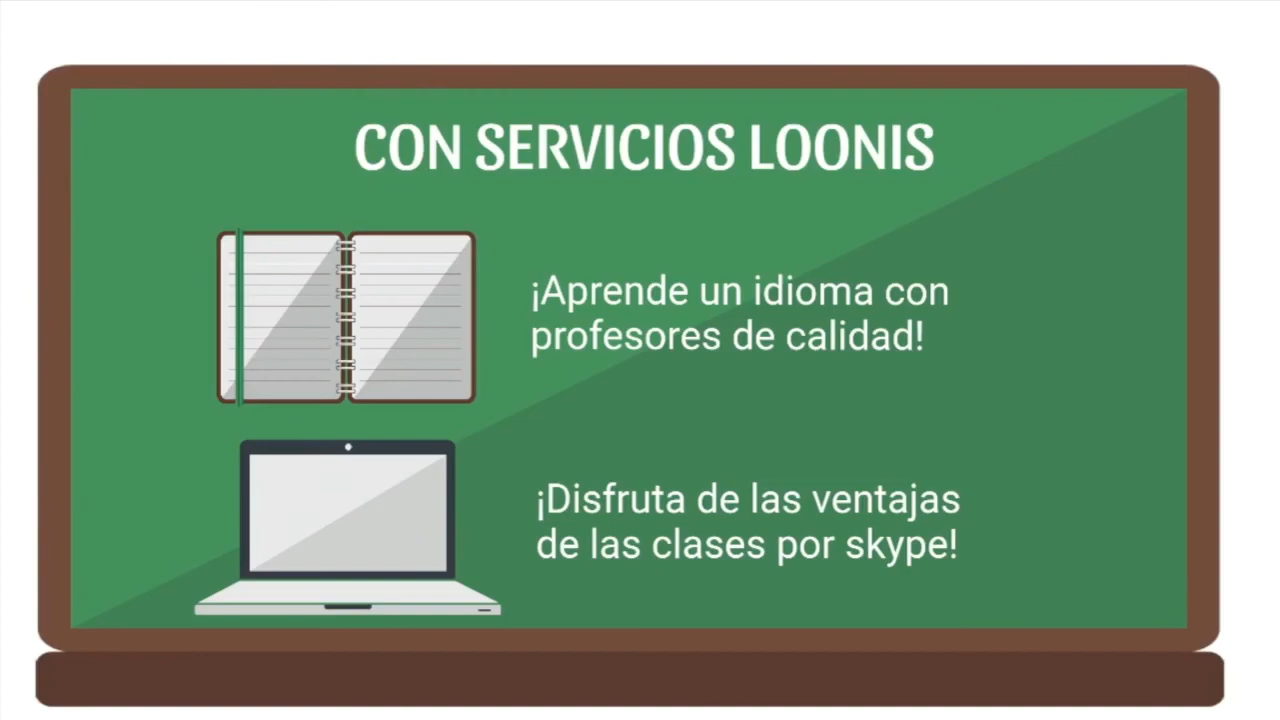 CON SERVICIOS LOONIS
¡Aprende un idioma con
profesores de calidad!
¡Disfruta de las ventajas
de las clases por skype!